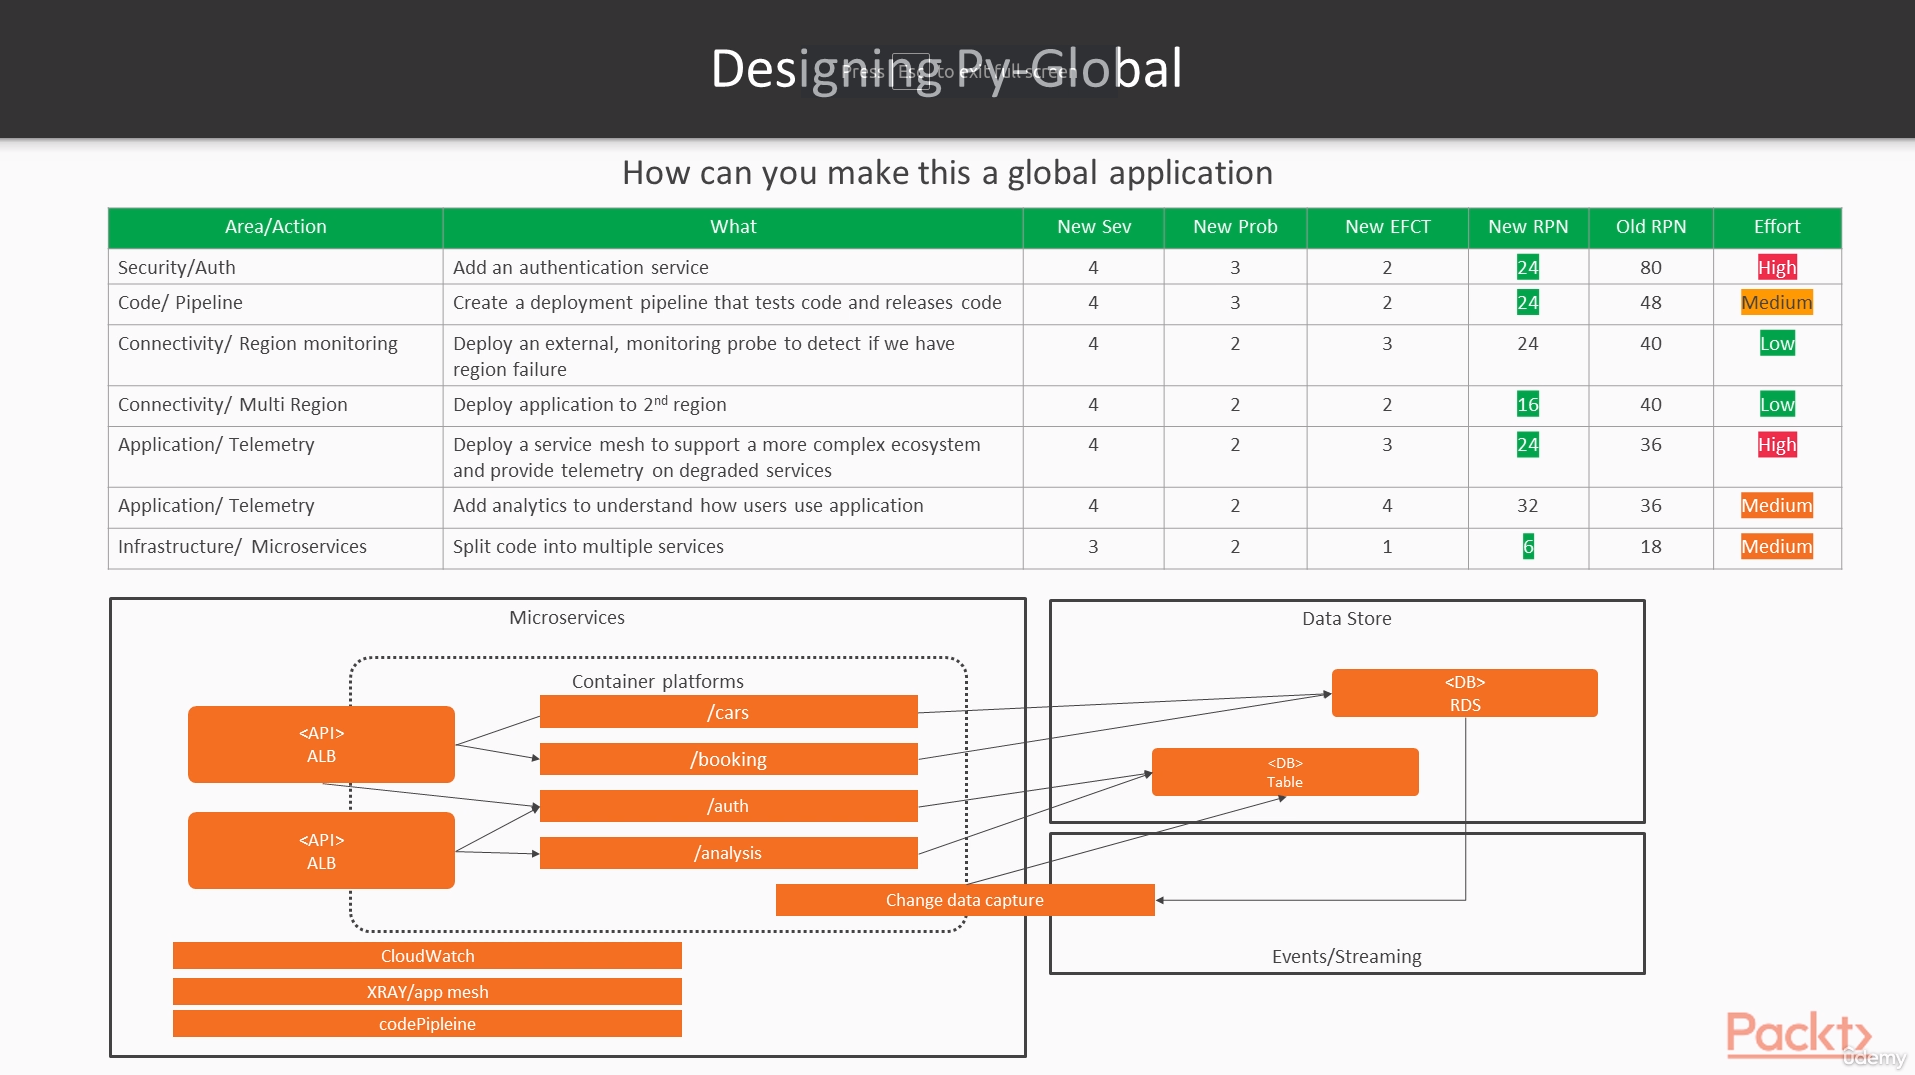 Designing Py-Global
Press Esc to exit full screen
How can you make this a global application
Area/Action What New Sev New Prob New EFCT New RPN Old RPN Effort
Security/Auth Add an authentication service 4 3 2 24 80 High
Code/ Pipeline Create a deployment pipeline that tests code and releases code 4 3 2 24 48 Medium
Connectivity/ Region monitoring Deploy an external, monitoring probe to detect if we have 4 2 3 24 40 Low
region failure
Connectivity/ Multi Region Deploy application to 2nd region 4 2 2 16 40 Low
Application/ Telemetry Deploy a service mesh to support a more complex ecosystem 4 2 3 24 36 High
and provide telemetry on degraded services
Application/ Telemetry Add analytics to understand how users use application 4 2 4 32 36 Medium
Infrastructure/ Microservices Split code into multiple services 3 2 1 6 18 Medium
Microservices
Container platforms
<API>
ALB
<API>
ALB
/cars
/booking
/auth
/analysis
Change data capture
CloudWatch
XRAY/app mesh
codePipleine
Data Store
<DB>
RDS
<DB>
Table
Events/Streaming
Packt
ûdemy